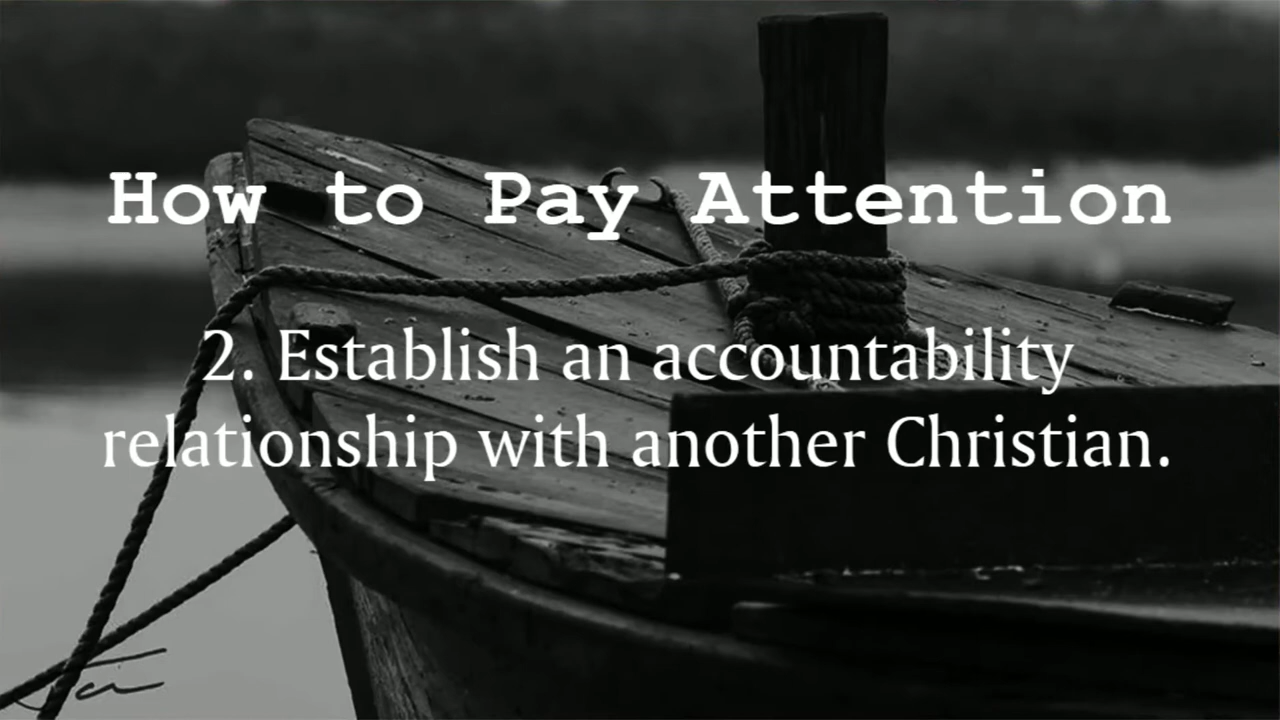 How to Pay Attention
2. Establish an accountability
relationship with another Christian.